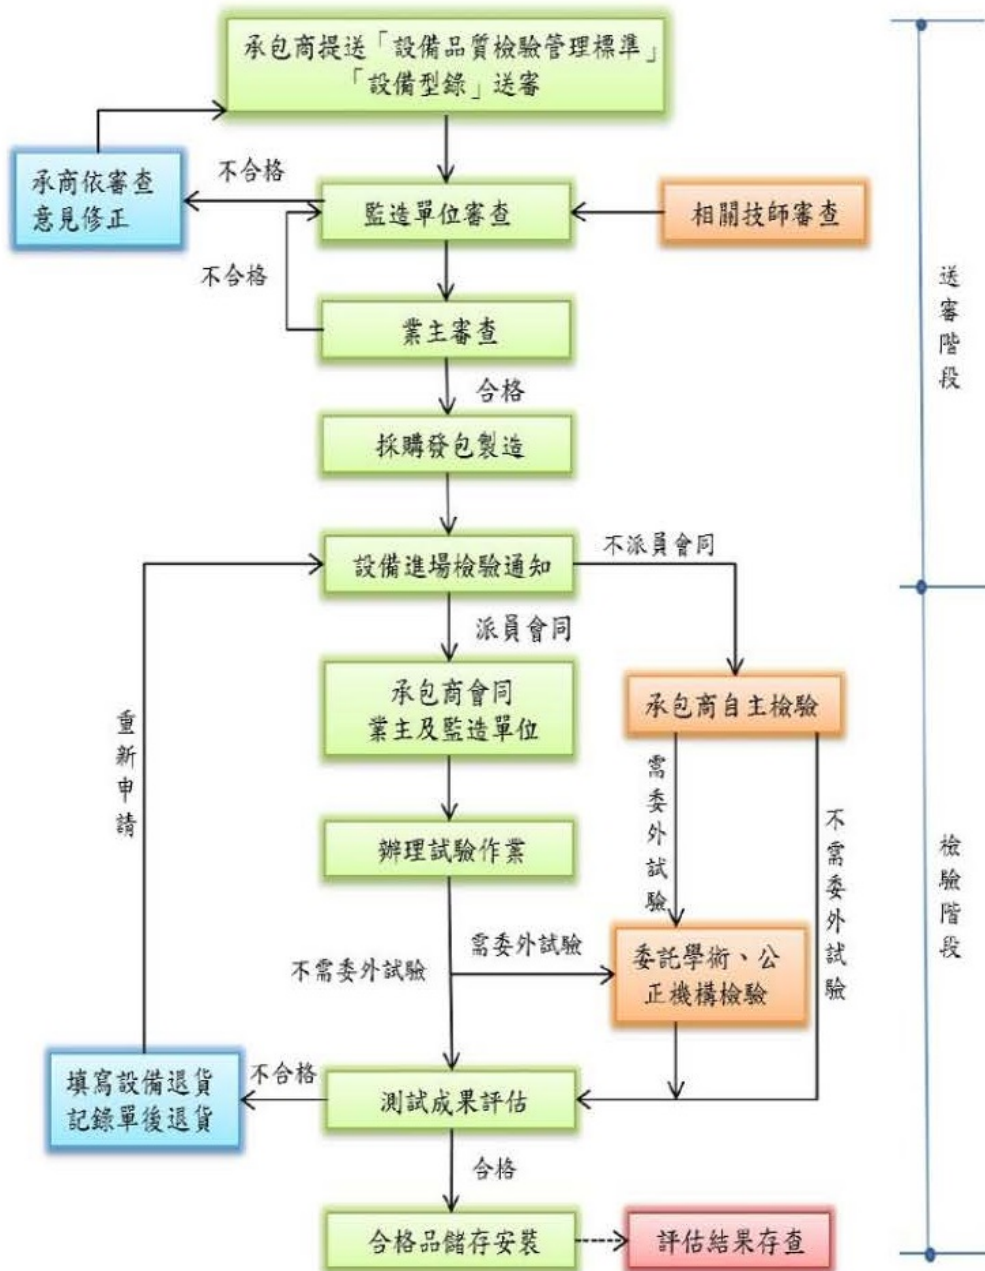 承包商提送「設備品質檢驗管理標準」
「設備型錄」送審
不合格
承商依審查
意見修正
監造單位審查
相關技師審查
不合格
業主審查
送審階段
合格
採購發包製造
設備進場檢驗通知
不派員會同
派員會同
承包商會同
業主及監造單位
承包商自主檢驗
重新申請
需委外試驗
不需委外試驗
辦理試驗作業
檢驗階段
需委外試驗
不需委外試驗
委託學術、公
正機構檢驗
填寫設備退貨
記錄單後退貨
不合格
測試成果評估
合格
合格品儲存安裝
評估結果存查